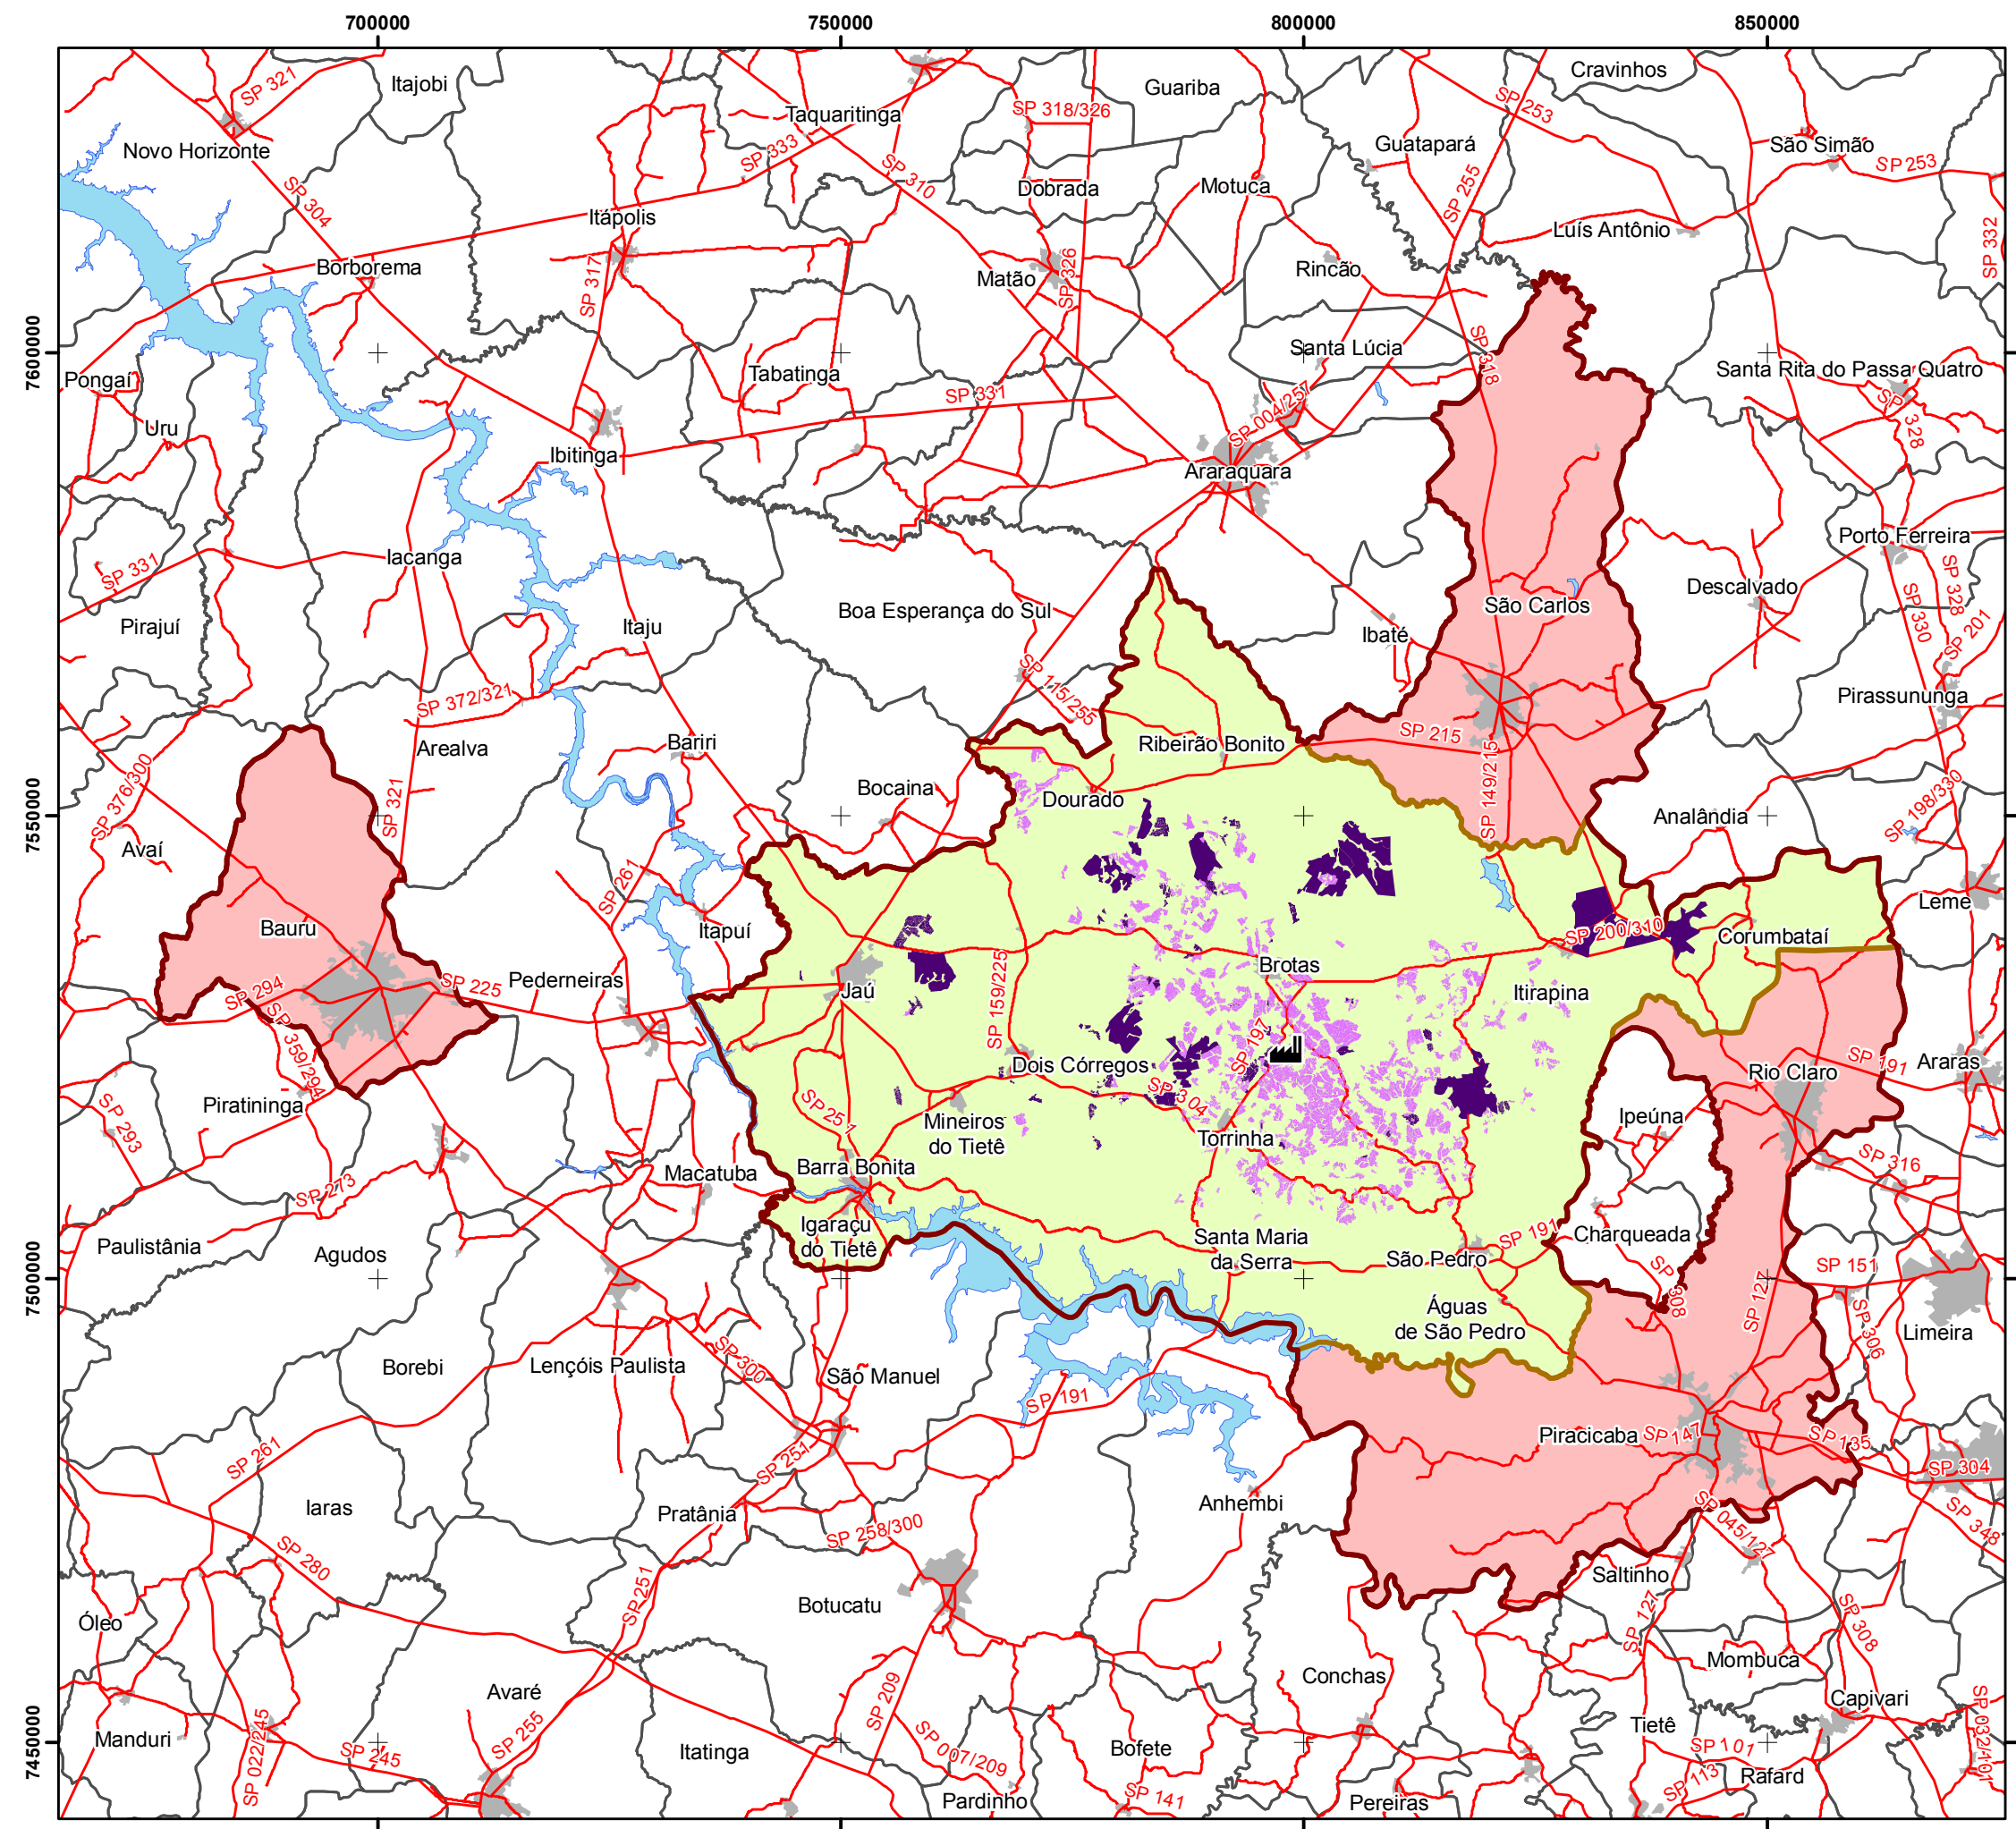 700000
750000
800000
850000
Itajobi
Cravinhos
SP 321
Guariba
SP 253
Taquaritinga
SP 318/326
Novo Horizonte
SP 333
SP 310
Guatapará
São Simão
SP 253
SP 304
Dobrada
Motuca
SP 255
Itápolis
Luís Antônio
SP 332
Borborema
SP 317
Matão
SP 326
Rincão
7600000
SP 318
Santa Lúcia
Santa Rita do Passa Quatro
Pongaí
Tabatinga
SP 331
SP 004/257
SP 328
Uru
Ibitinga
Araraquara
Iacanga
SP 331
Porto Ferreira
SP 328
Descalvado
SP 330
SP 201
Pirajuí
Itaju
Boa Esperança do Sul
São Carlos
Ibaté
SP 372/321
SP 115/255
Pirassununga
Arealva
Bariri
Ribeirão Bonito
SP 215
SP 149/215
SP 376/300
SP 321
Bocaina
Dourado
Analândia
SP 198/330
7550000
Avaí
SP 261
Leme
Bauru
Itapuí
SP 200/310
Corumbataí
Brotas
Pederneiras
SP 225
SP 294
Jaú
SP 159/225
Itirapina
SP 359/294
SP 197
Dois Córregos
SP 304
Rio Claro
SP 191
Araras
Piratininga
SP 293
SP 251
Mineiros
do Tietê
Torrinha
Ipeúna
SP 316
SP 273
Macatuba
Barra Bonita
Igaraçu
do Tietê
Santa Maria
da Serra
São Pedro
SP 191
Charqueada
Paulistânia
Agudos
7500000
SP 308
SP 127
SP 151
SP 306
Limeira
Águas
de São Pedro
Borebi
Lençóis Paulista
SP 300
São Manuel
SP 191
Piracicaba
SP 147
SP 135
SP 304
SP 261
SP 251
Iaras
Pratânia
SP 258/300
Anhembi
SP 045/127
SP 348
SP 280
Saltinho
SP 251
Botucatu
Óleo
SP 127
SP 308
Mombuca
Conchas
Avaré
SP 209
Capivari
7450000
Manduri
SP 022/245
SP 245
SP 255
Itatinga
SP 007/209
Bofete
Tietê
SP 101
SP 032/101
SP 113
Rafard
Pardinho
SP 141
Pereiras